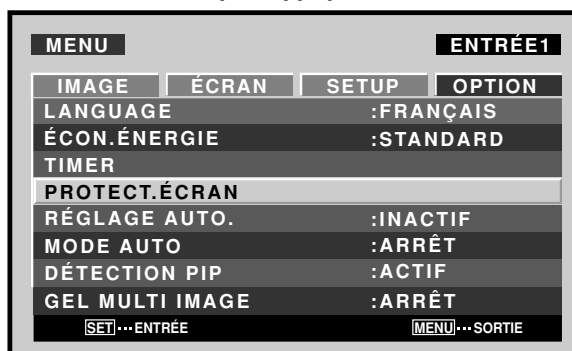 MENU ENTRÉE1
IMAGE ÉCRAN SETUP OPTION
LANGUAGE :FRANÇAIS
ÉCON.ÉNERGIE :STANDARD
TIMER
PROTECT.ÉCRAN
RÉGLAGE AUTO. :INACTIF
MODE AUTO :ARRÊT
DÉTECTION PIP :ACTIF
GEL MULTI IMAGE :ARRÊT
SET···ENTRÉE MENU···SORTIE